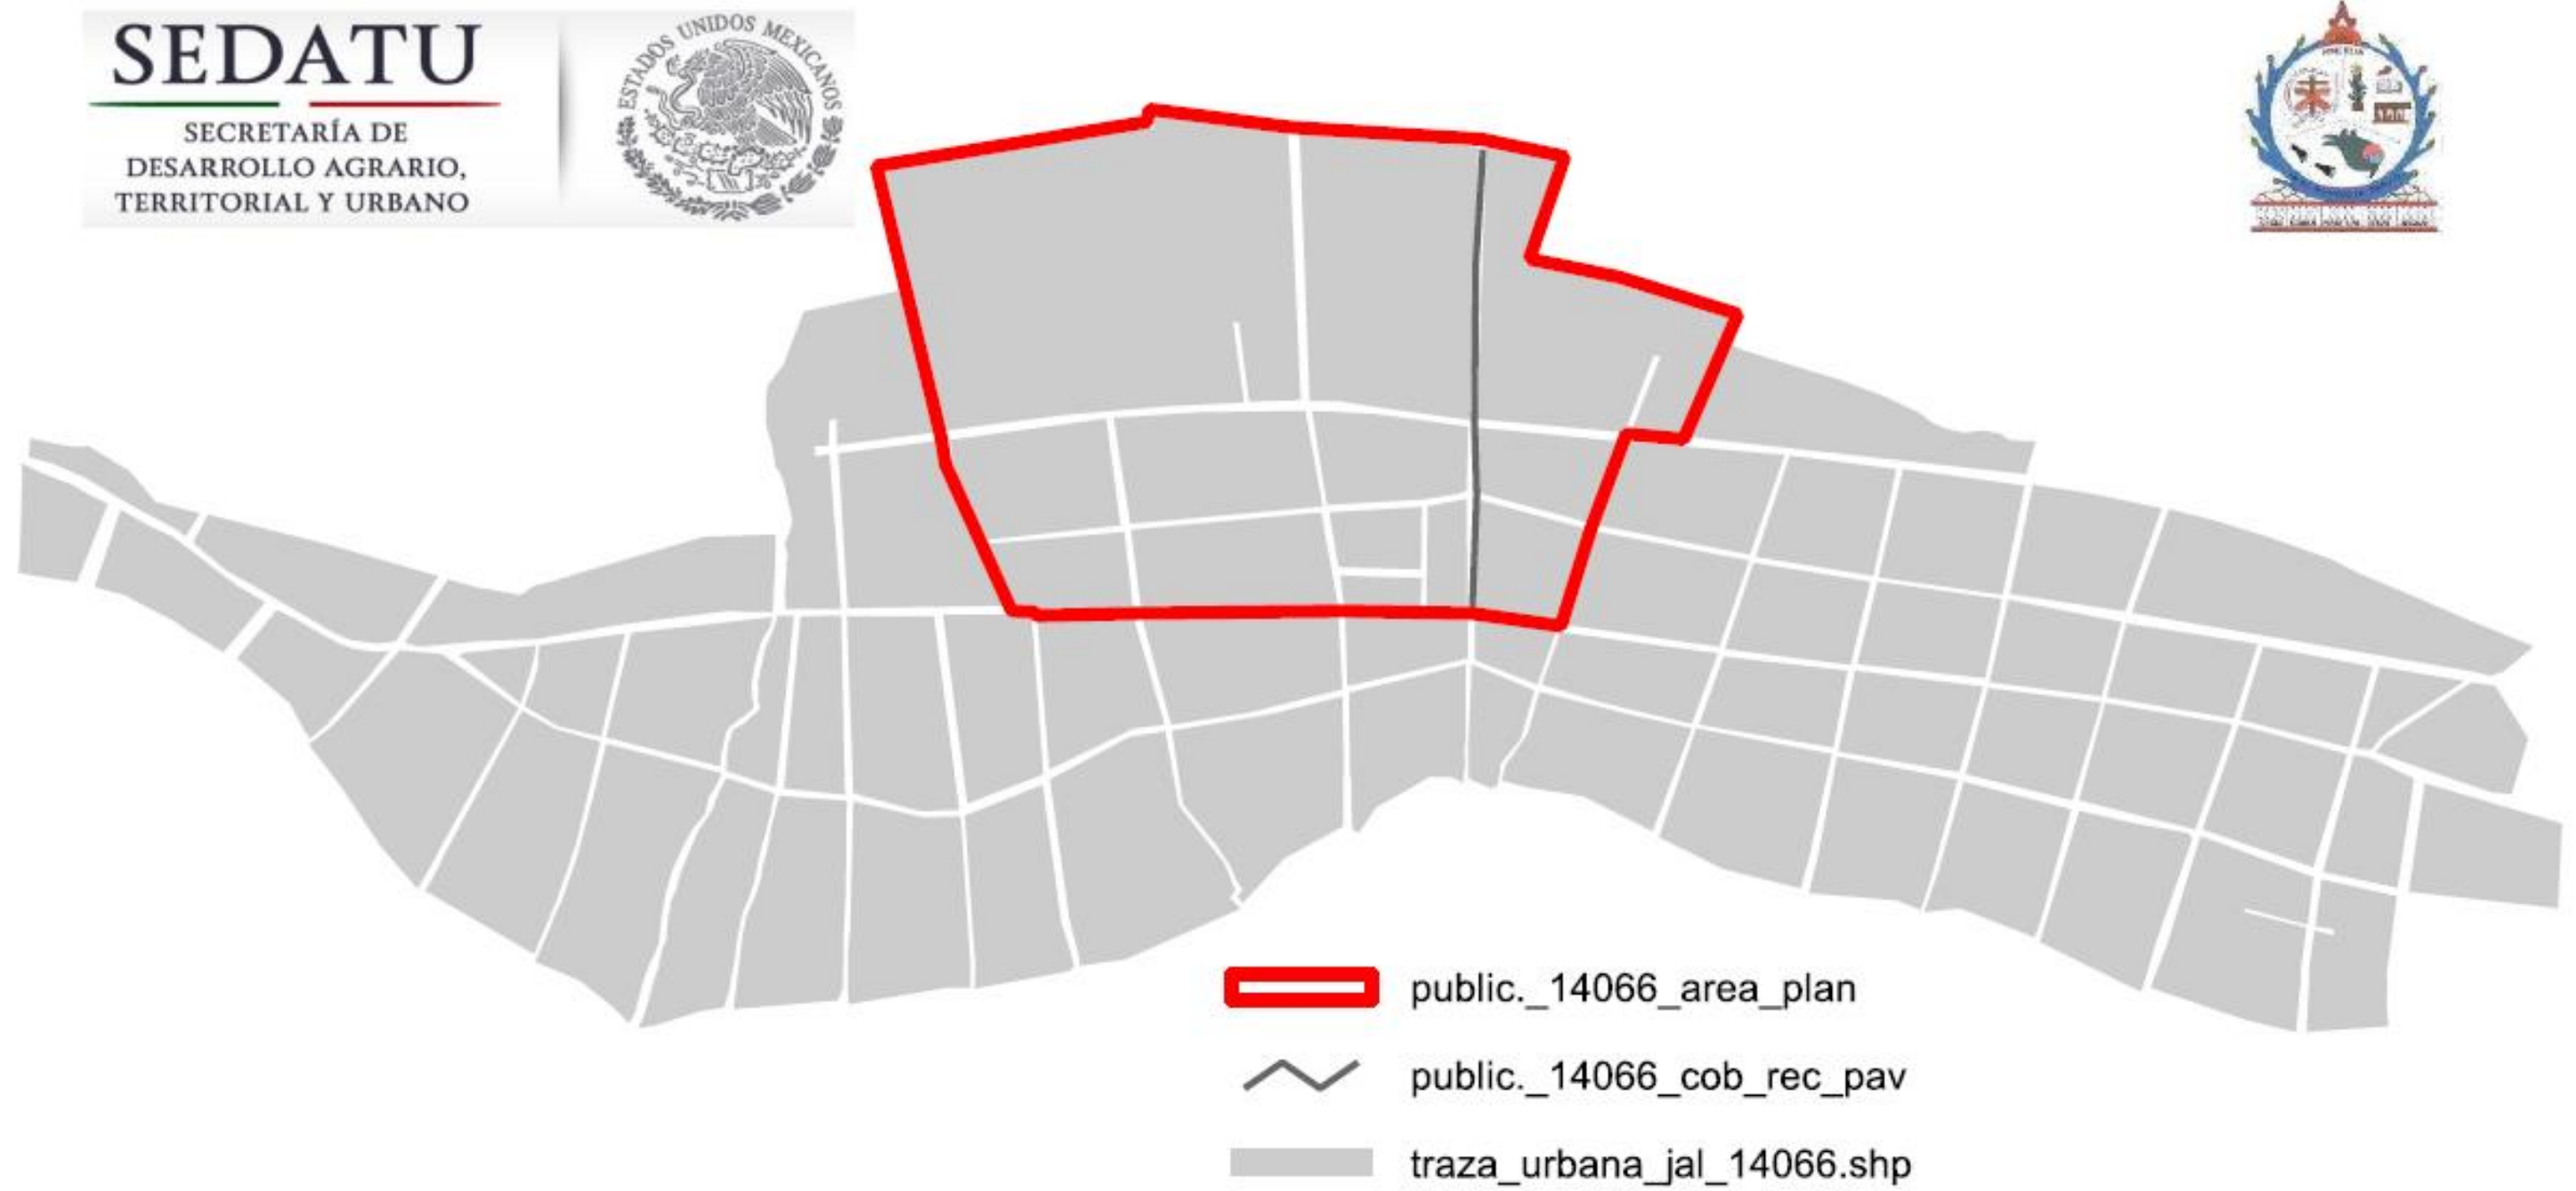 SEDATU
SECRETARÍA DE
DESARROLLO AGRARIO,
TERRITORIAL Y URBANO
ESTADOS UNIDOS MEXICANOS
public._14066_area_plan
public._14066_cob_rec_pav
traza_urbana_jal_14066.shp